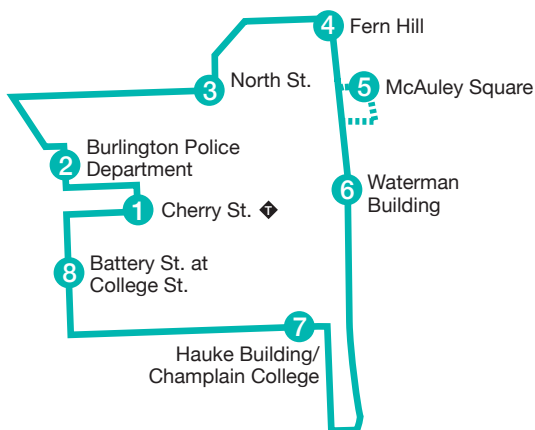 4 Fern Hill
3 North St.
5 McAuley Square
2 Burlington Police
Department
1 Cherry St. T
6 Waterman
Building
8 Battery St. at
College St.
7
Hauke Building/
Champlain College